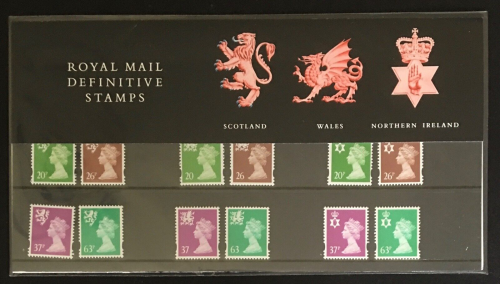 ROYAL MAIL
DEFINITIVE
STAMPS
SCOTLAND WALES NORTHERN IRELAND
20P 26P 20 26 20P 26P
37P 63P 37 63 37P 63P